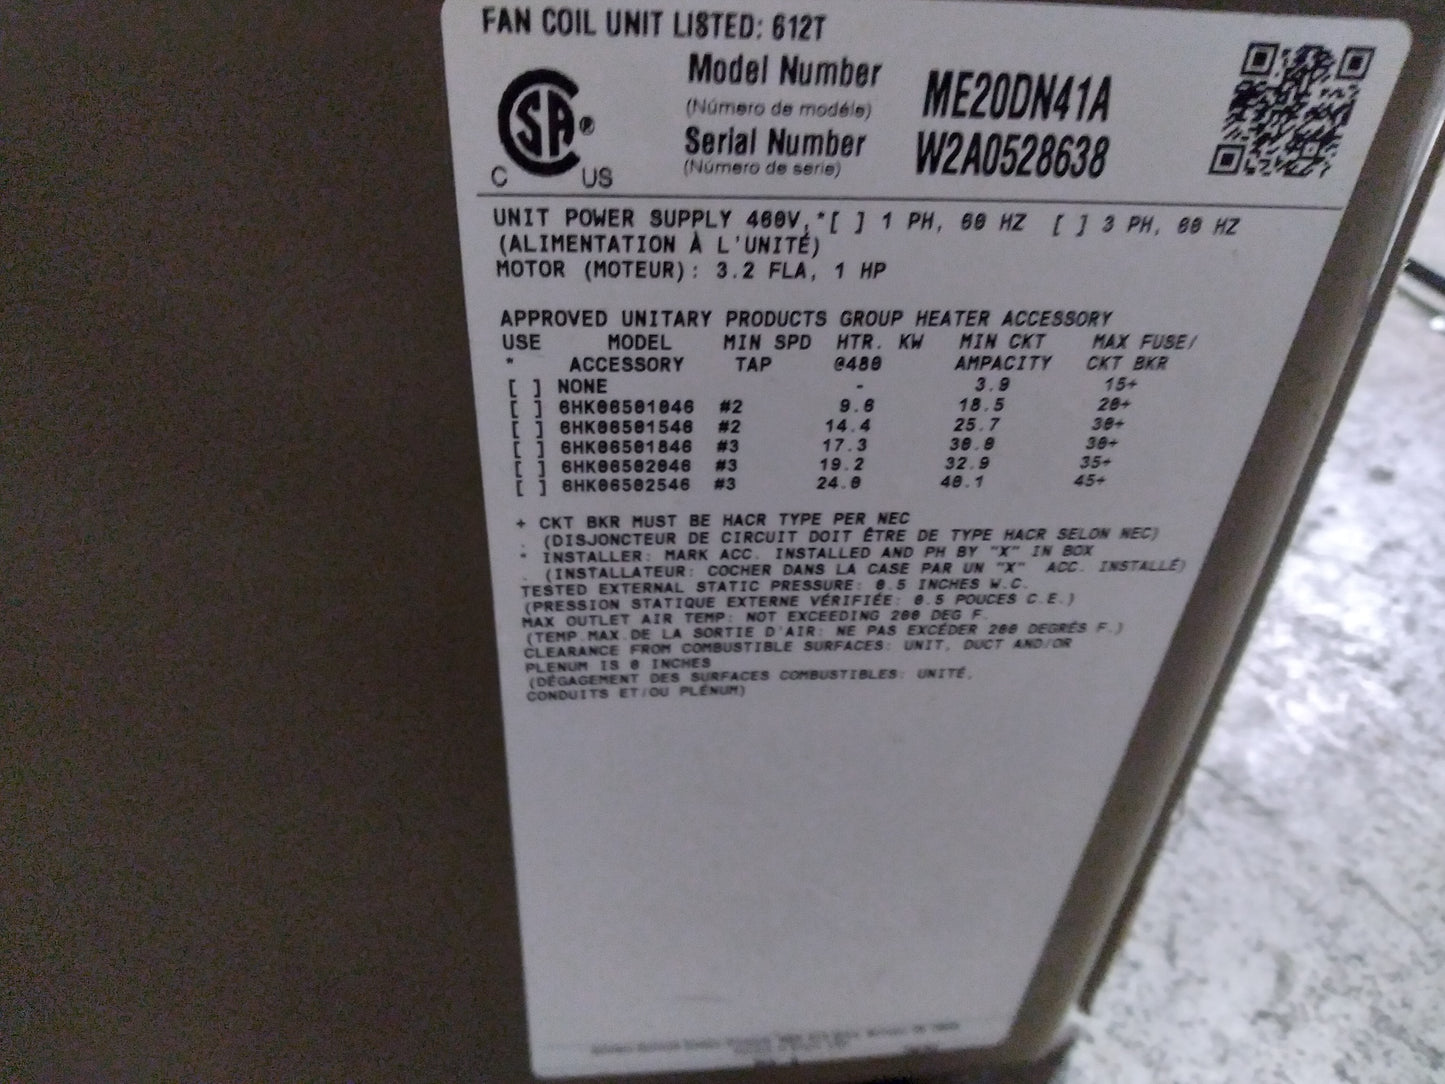 FAN COIL UNIT LISTED: 612T
CSA®
C US
Model Number ME20DN41A
(Número de modéle)
Serial Number W2A0528638
(Número de serie)
UNIT POWER SUPPLY 460V, *[ ] 1 PH, 60 HZ [ ] 3 PH, 60 HZ
(ALIMENTATION À L'UNITÉ)
MOTOR (MOTEUR): 3.2 FLA, 1 HP
APPROVED UNITARY PRODUCTS GROUP HEATER ACCESSORY
USE MODEL MIN SPD HTR. KW MIN CKT MAX FUSE/
* ACCESSORY TAP @480 AMPACITY CKT BKR
[ ] NONE - 3.9 15+
[ ] 6HK06501046 #2 9.6 18.5 20+
[ ] 6HK06501546 #2 14.4 25.7 30+
[ ] 6HK06501846 #3 17.3 30.0 30+
[ ] 6HK06502046 #3 19.2 32.9 35+
[ ] 6HK06502546 #3 24.0 40.1 45+
+ CKT BKR MUST BE HACR TYPE PER NEC
. (DISJONCTEUR DE CIRCUIT DOIT ÊTRE DE TYPE HACR SELON NEC)
* INSTALLER: MARK ACC. INSTALLED AND PH BY "X" IN BOX
. (INSTALLATEUR: COCHER DANS LA CASE PAR UN "X" ACC. INSTALLÉ)
TESTED EXTERNAL STATIC PRESSURE: 0.5 INCHES W.C.
(PRESSION STATIQUE EXTERNE VÉRIFIÉE: 0.5 POUCES C.E.)
MAX OUTLET AIR TEMP: NOT EXCEEDING 200 DEG F.
(TEMP.MAX.DE LA SORTIE D'AIR: NE PAS EXCÉDER 200 DEGRÉS F.)
CLEARANCE FROM COMBUSTIBLE SURFACES: UNIT, DUCT AND/OR
PLENUM IS 0 INCHES
(DÉGAGEMENT DES SURFACES COMBUSTIBLES: UNITÉ,
CONDUITS ET/OU PLÉNUM)